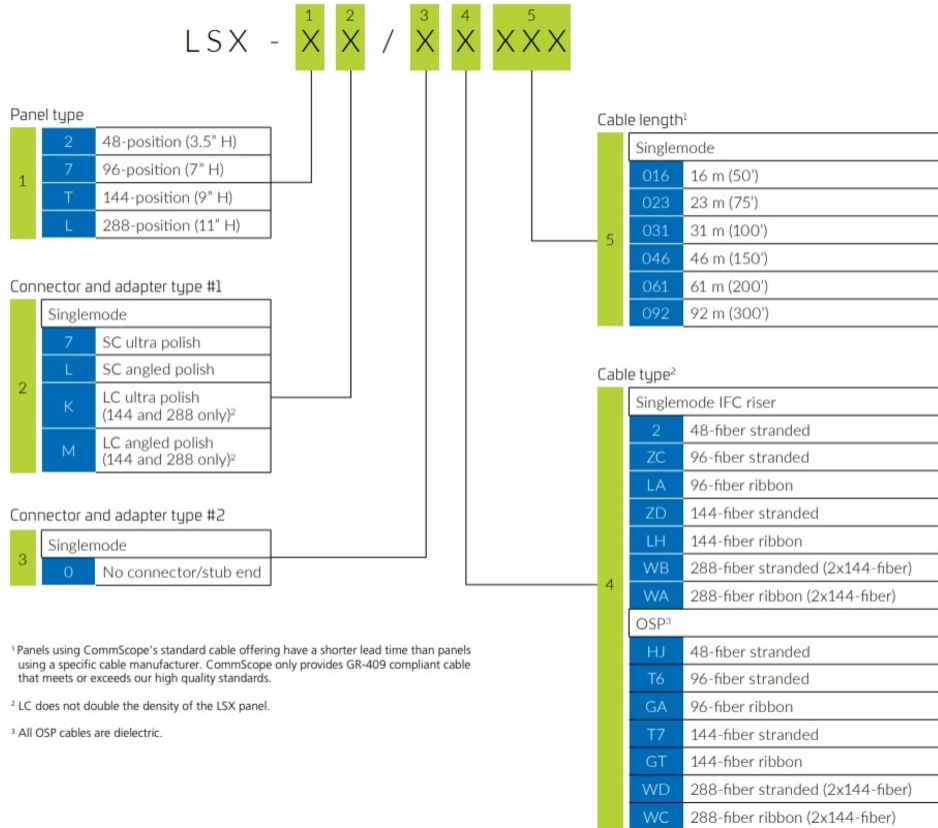 1 2 3 4 5
LSX - X X / X X XXX
Panel type
1
2 48-position (3.5" H)
7 96-position (7" H)
T 144-position (9" H)
L 288-position (11" H)
Connector and adapter type #1
2
Singlemode
7 SC ultra polish
L SC angled polish
K LC ultra polish
(144 and 288 only)²
M LC angled polish
(144 and 288 only)²
Connector and adapter type #2
3
Singlemode
0 No connector/stub end
¹ Panels using CommScope's standard cable offering have a shorter lead time than panels
using a specific cable manufacturer. CommScope only provides GR-409 compliant cable
that meets or exceeds our high quality standards.
² LC does not double the density of the LSX panel.
³ All OSP cables are dielectric.
Cable length¹
5
Singlemode
016 16 m (50')
023 23 m (75')
031 31 m (100')
046 46 m (150')
061 61 m (200')
092 92 m (300')
Cable type²
4
Singlemode IFC riser
2 48-fiber stranded
ZC 96-fiber stranded
LA 96-fiber ribbon
ZD 144-fiber stranded
LH 144-fiber ribbon
WB 288-fiber stranded (2x144-fiber)
WA 288-fiber ribbon (2x144-fiber)
OSP³
HJ 48-fiber stranded
T6 96-fiber stranded
GA 96-fiber ribbon
T7 144-fiber stranded
GT 144-fiber ribbon
WD 288-fiber stranded (2x144-fiber)
WC 288-fiber ribbon (2x144-fiber)